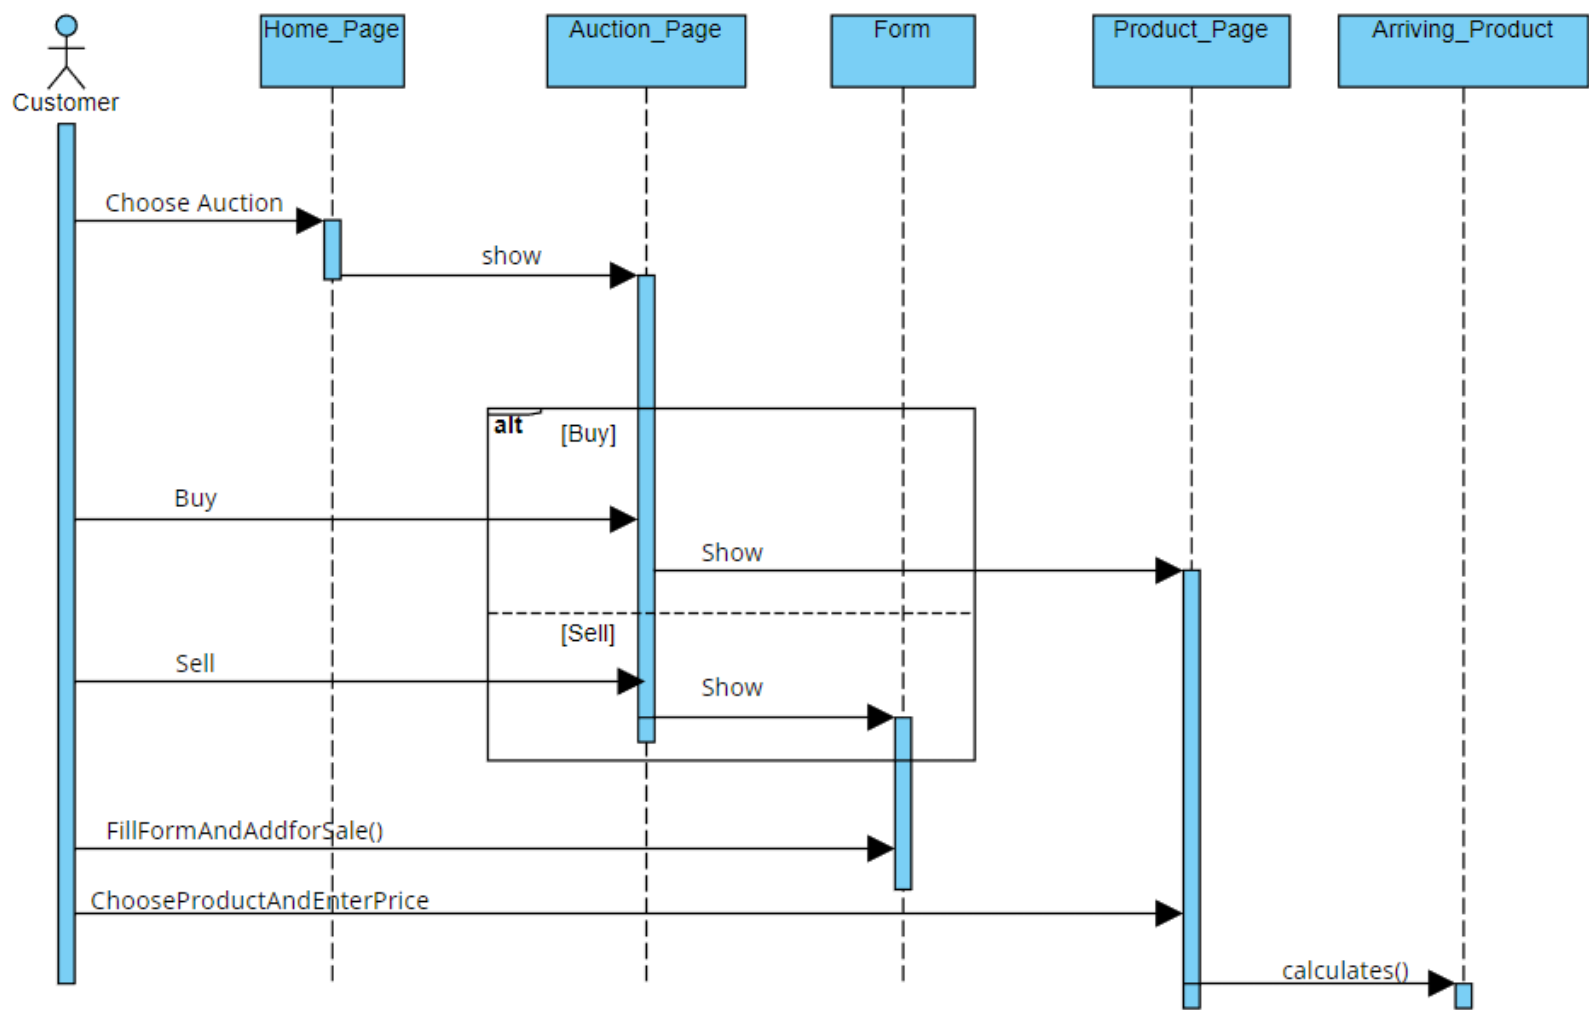 Home_Page
Auction_Page
Form
Product_Page
Arriving_Product
Customer
Choose Auction
show
alt
[Buy]
Buy
Show
[Sell]
Sell
Show
FillFormAndAddforSale()
ChooseProductAndEnterPrice
calculates()